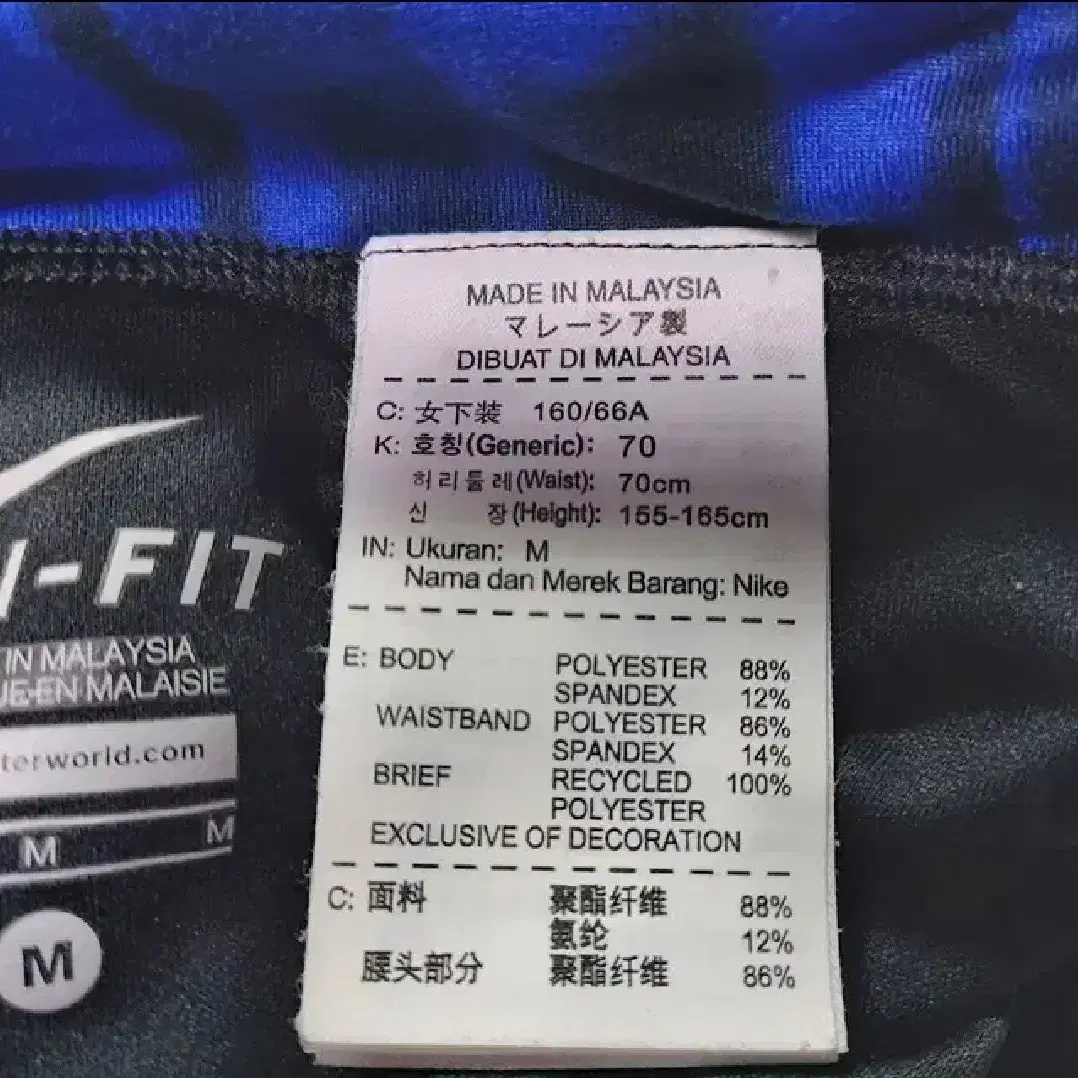 MADE IN MALAYSIA
マレーシア製
DIBUAT DI MALAYSIA
C: 女下装 160/66A
K: 호칭(Generic): 70
허리둘레(Waist): 70cm
신 장(Height): 155-165cm
IN: Ukuran: M
Nama dan Merek Barang: Nike
E: BODY POLYESTER 88%
SPANDEX 12%
WAISTBAND POLYESTER 86%
SPANDEX 14%
BRIEF RECYCLED 100%
POLYESTER
EXCLUSIVE OF DECORATION
C: 面料 聚酯纤维 88%
氨纶 12%
腰头部分 聚酯纤维 86%
I-FIT
IN MALAYSIA
UE-EN MALAISIE
terworld.com
M M
M